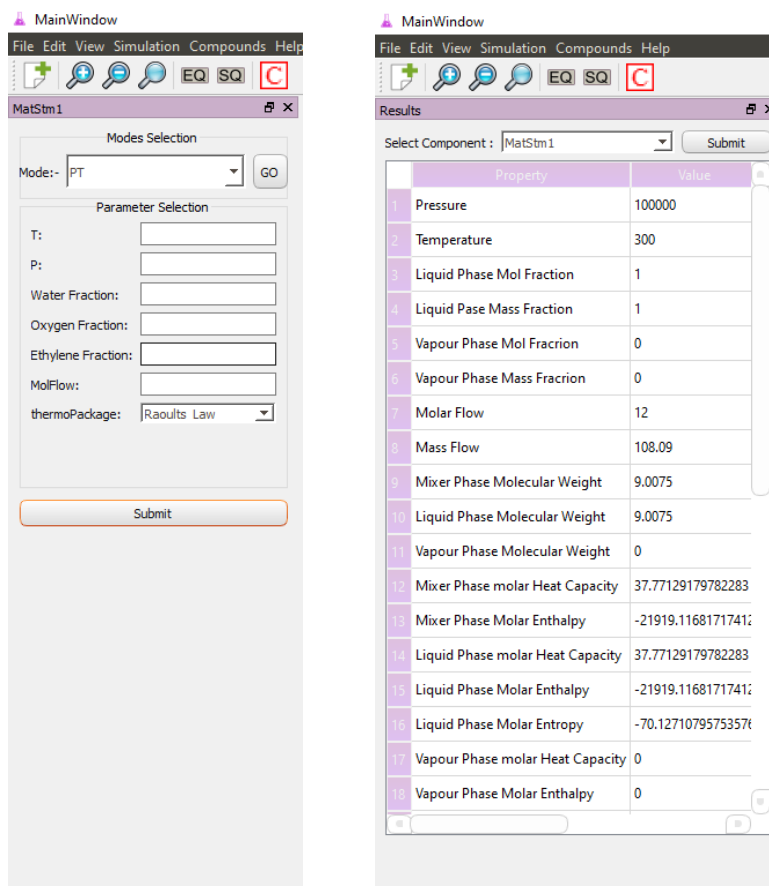 MainWindow
File Edit View Simulation Compounds Help
EQ SQ C
MatStm1
Modes Selection
Mode:- PT GO
Parameter Selection
T:
P:
Water Fraction:
Oxygen Fraction:
Ethylene Fraction:
MolFlow:
thermoPackage: Raoults Law
Submit
MainWindow
File Edit View Simulation Compounds Help
EQ SQ C
Results
Select Component : MatStm1 Submit
Property Value
1 Pressure 100000
2 Temperature 300
3 Liquid Phase Mol Fraction 1
4 Liquid Pase Mass Fraction 1
5 Vapour Phase Mol Fracrion 0
6 Vapour Phase Mass Fracrion 0
7 Molar Flow 12
8 Mass Flow 108.09
9 Mixer Phase Molecular Weight 9.0075
10 Liquid Phase Molecular Weight 9.0075
11 Vapour Phase Molecular Weight 0
12 Mixer Phase molar Heat Capacity 37.77129179782283
13 Mixer Phase Molar Enthalpy -21919.11681717412
14 Liquid Phase molar Heat Capacity 37.77129179782283
15 Liquid Phase Molar Enthalpy -21919.11681717412
16 Liquid Phase Molar Entropy -70.12710795753576
17 Vapour Phase molar Heat Capacity 0
18 Vapour Phase Molar Enthalpy 0